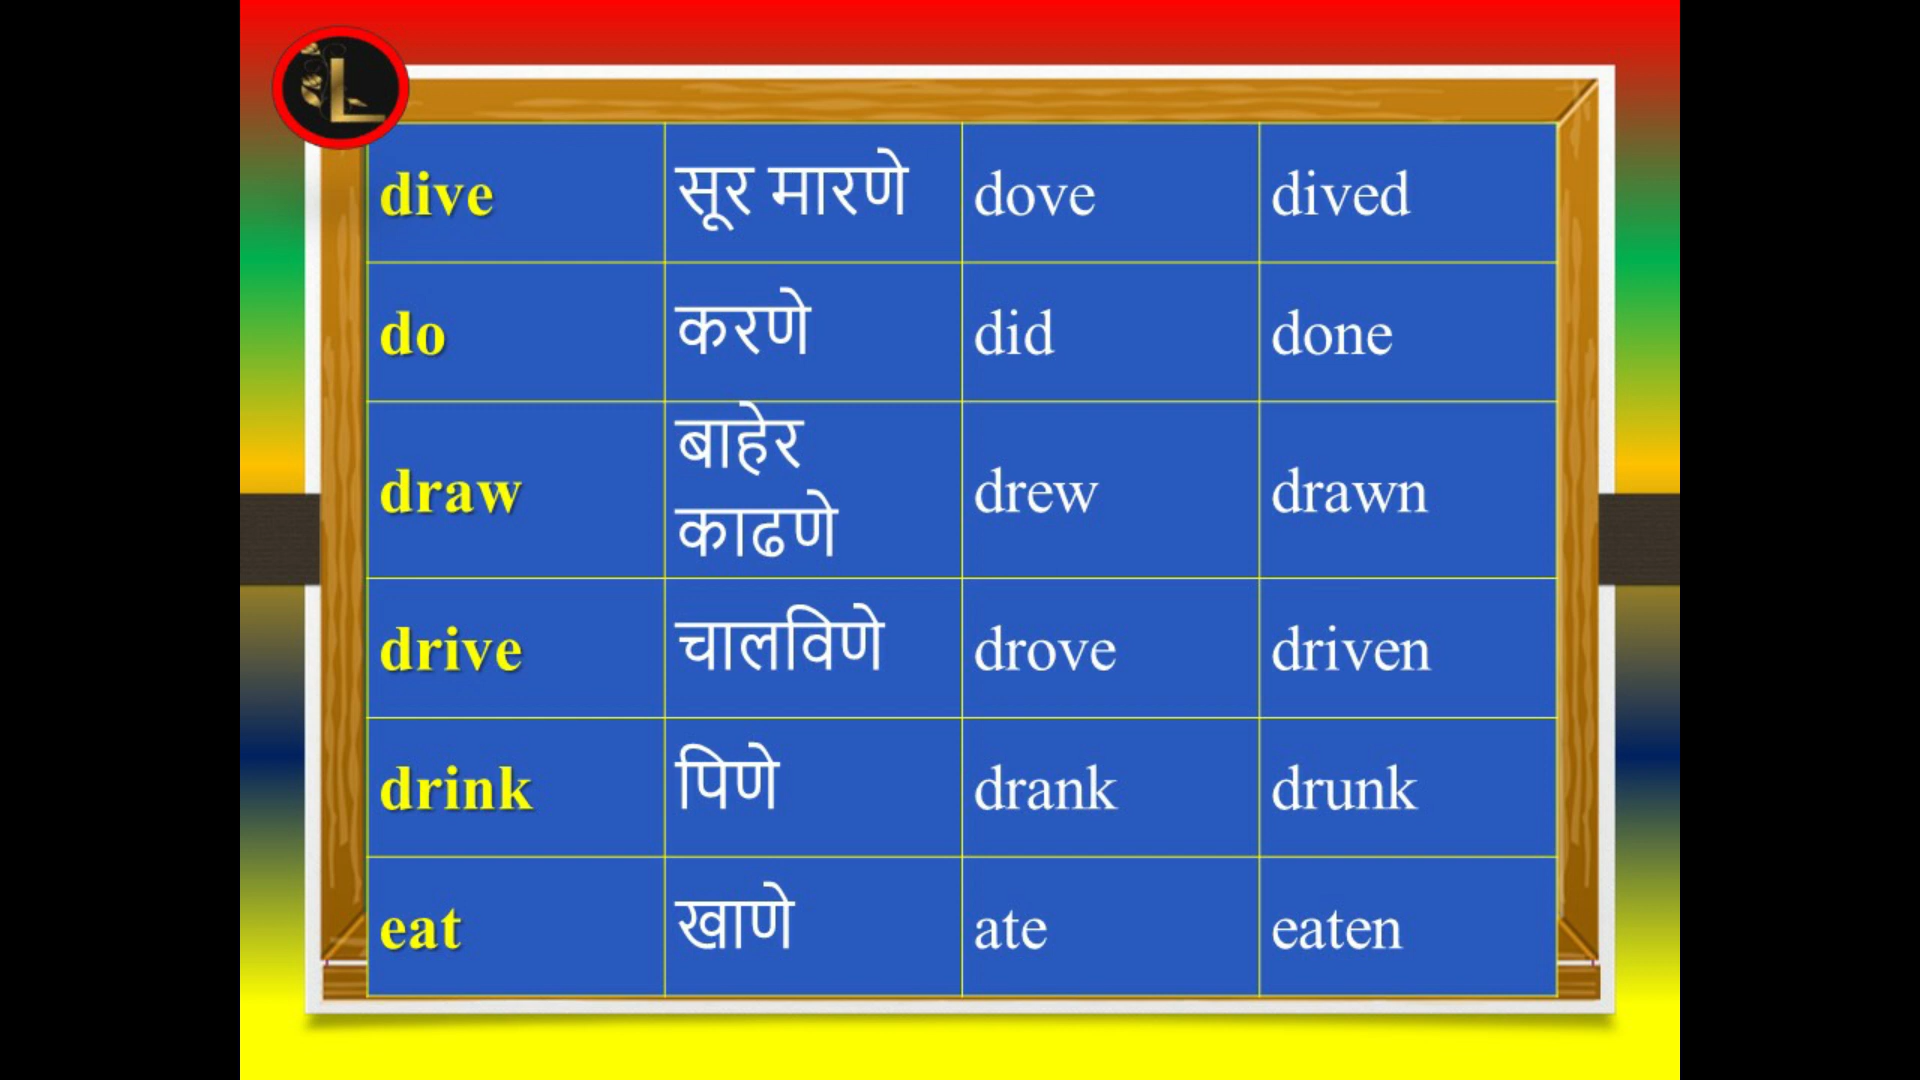 dive सूर मारणे dove dived
do करणे did done
draw बाहेर काढणे drew drawn
drive चालविणे drove driven
drink पिणे drank drunk
eat खाणे ate eaten
L